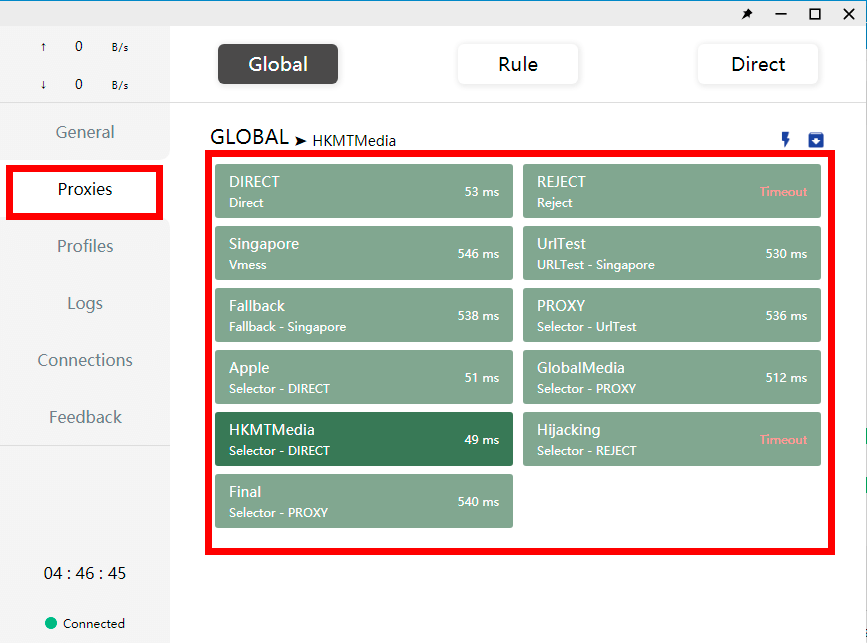 ↑ 0 B/s
↓ 0 B/s
General
Proxies
Profiles
Logs
Connections
Feedback
04 : 46 : 45
Connected
Global Rule Direct
GLOBAL ➤ HKMTMedia
DIRECT
Direct
53 ms
REJECT
Reject
Timeout
Singapore
Vmess
546 ms
UrlTest
URLTest - Singapore
530 ms
Fallback
Fallback - Singapore
538 ms
PROXY
Selector - UrlTest
536 ms
Apple
Selector - DIRECT
51 ms
GlobalMedia
Selector - PROXY
512 ms
HKMTMedia
Selector - DIRECT
49 ms
Hijacking
Selector - REJECT
Timeout
Final
Selector - PROXY
540 ms